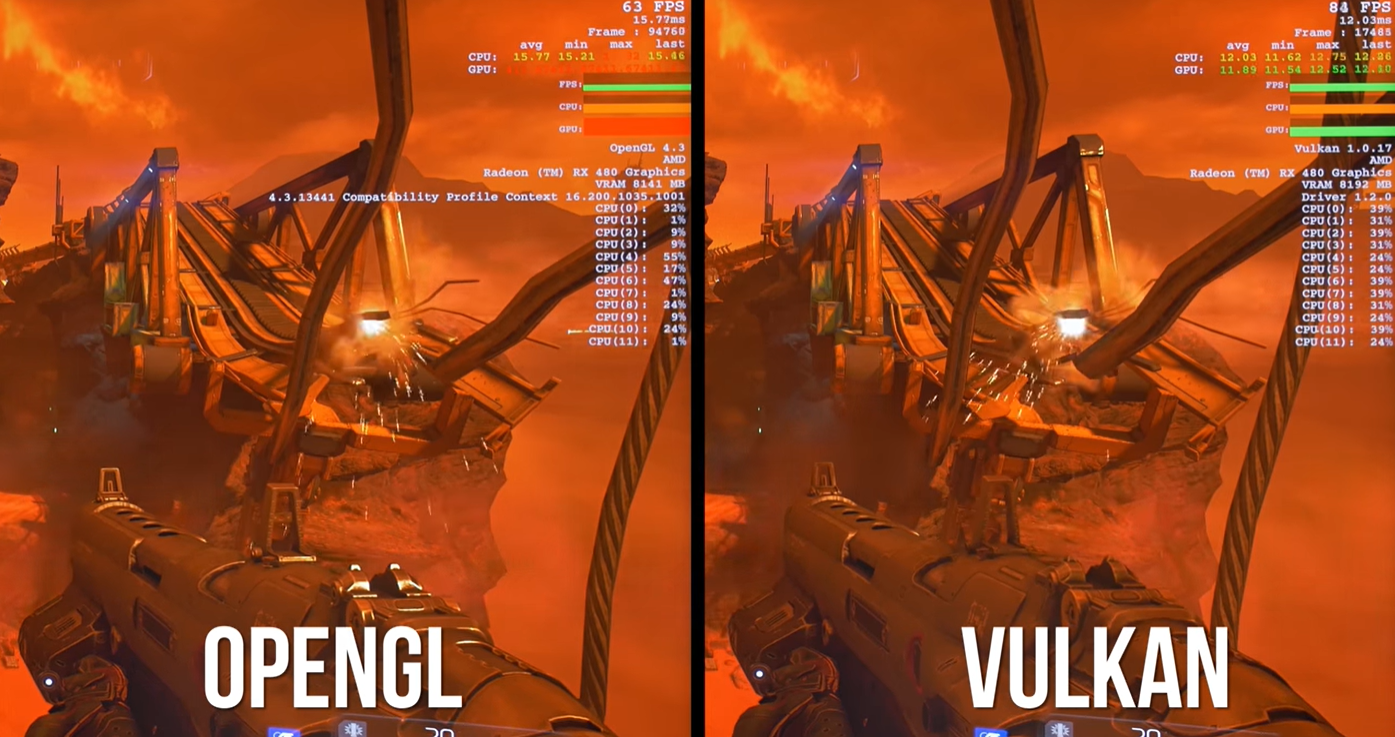 63 FPS
15.77ms
Frame : 94760
avg min max last
CPU: 15.77 15.21 15.46
GPU:
FPS:
CPU:
GPU:
OpenGL 4.3
AMD
Radeon (TM) RX 480 Graphics
VRAM 8141 MB
4.3.13441 Compatibility Profile Context 16.200.1035.1001
CPU(0): 32%
CPU(1): 1%
CPU(2): 9%
CPU(3): 9%
CPU(4): 55%
CPU(5): 17%
CPU(6): 47%
CPU(7): 1%
CPU(8): 24%
CPU(9): 9%
CPU(10): 24%
CPU(11): 1%
OPENGL
84 FPS
12.03ms
Frame : 17465
avg min max last
CPU: 12.03 11.62 12.75 12.26
GPU: 11.89 11.54 12.52 12.10
FPS:
CPU:
GPU:
Vulkan 1.0.17
AMD
Radeon (TM) RX 480 Graphics
VRAM 8192 MB
Driver 1.2.0
CPU(0): 39%
CPU(1): 31%
CPU(2): 39%
CPU(3): 31%
CPU(4): 24%
CPU(5): 24%
CPU(6): 39%
CPU(7): 39%
CPU(8): 31%
CPU(9): 24%
CPU(10): 39%
CPU(11): 24%
VULKAN